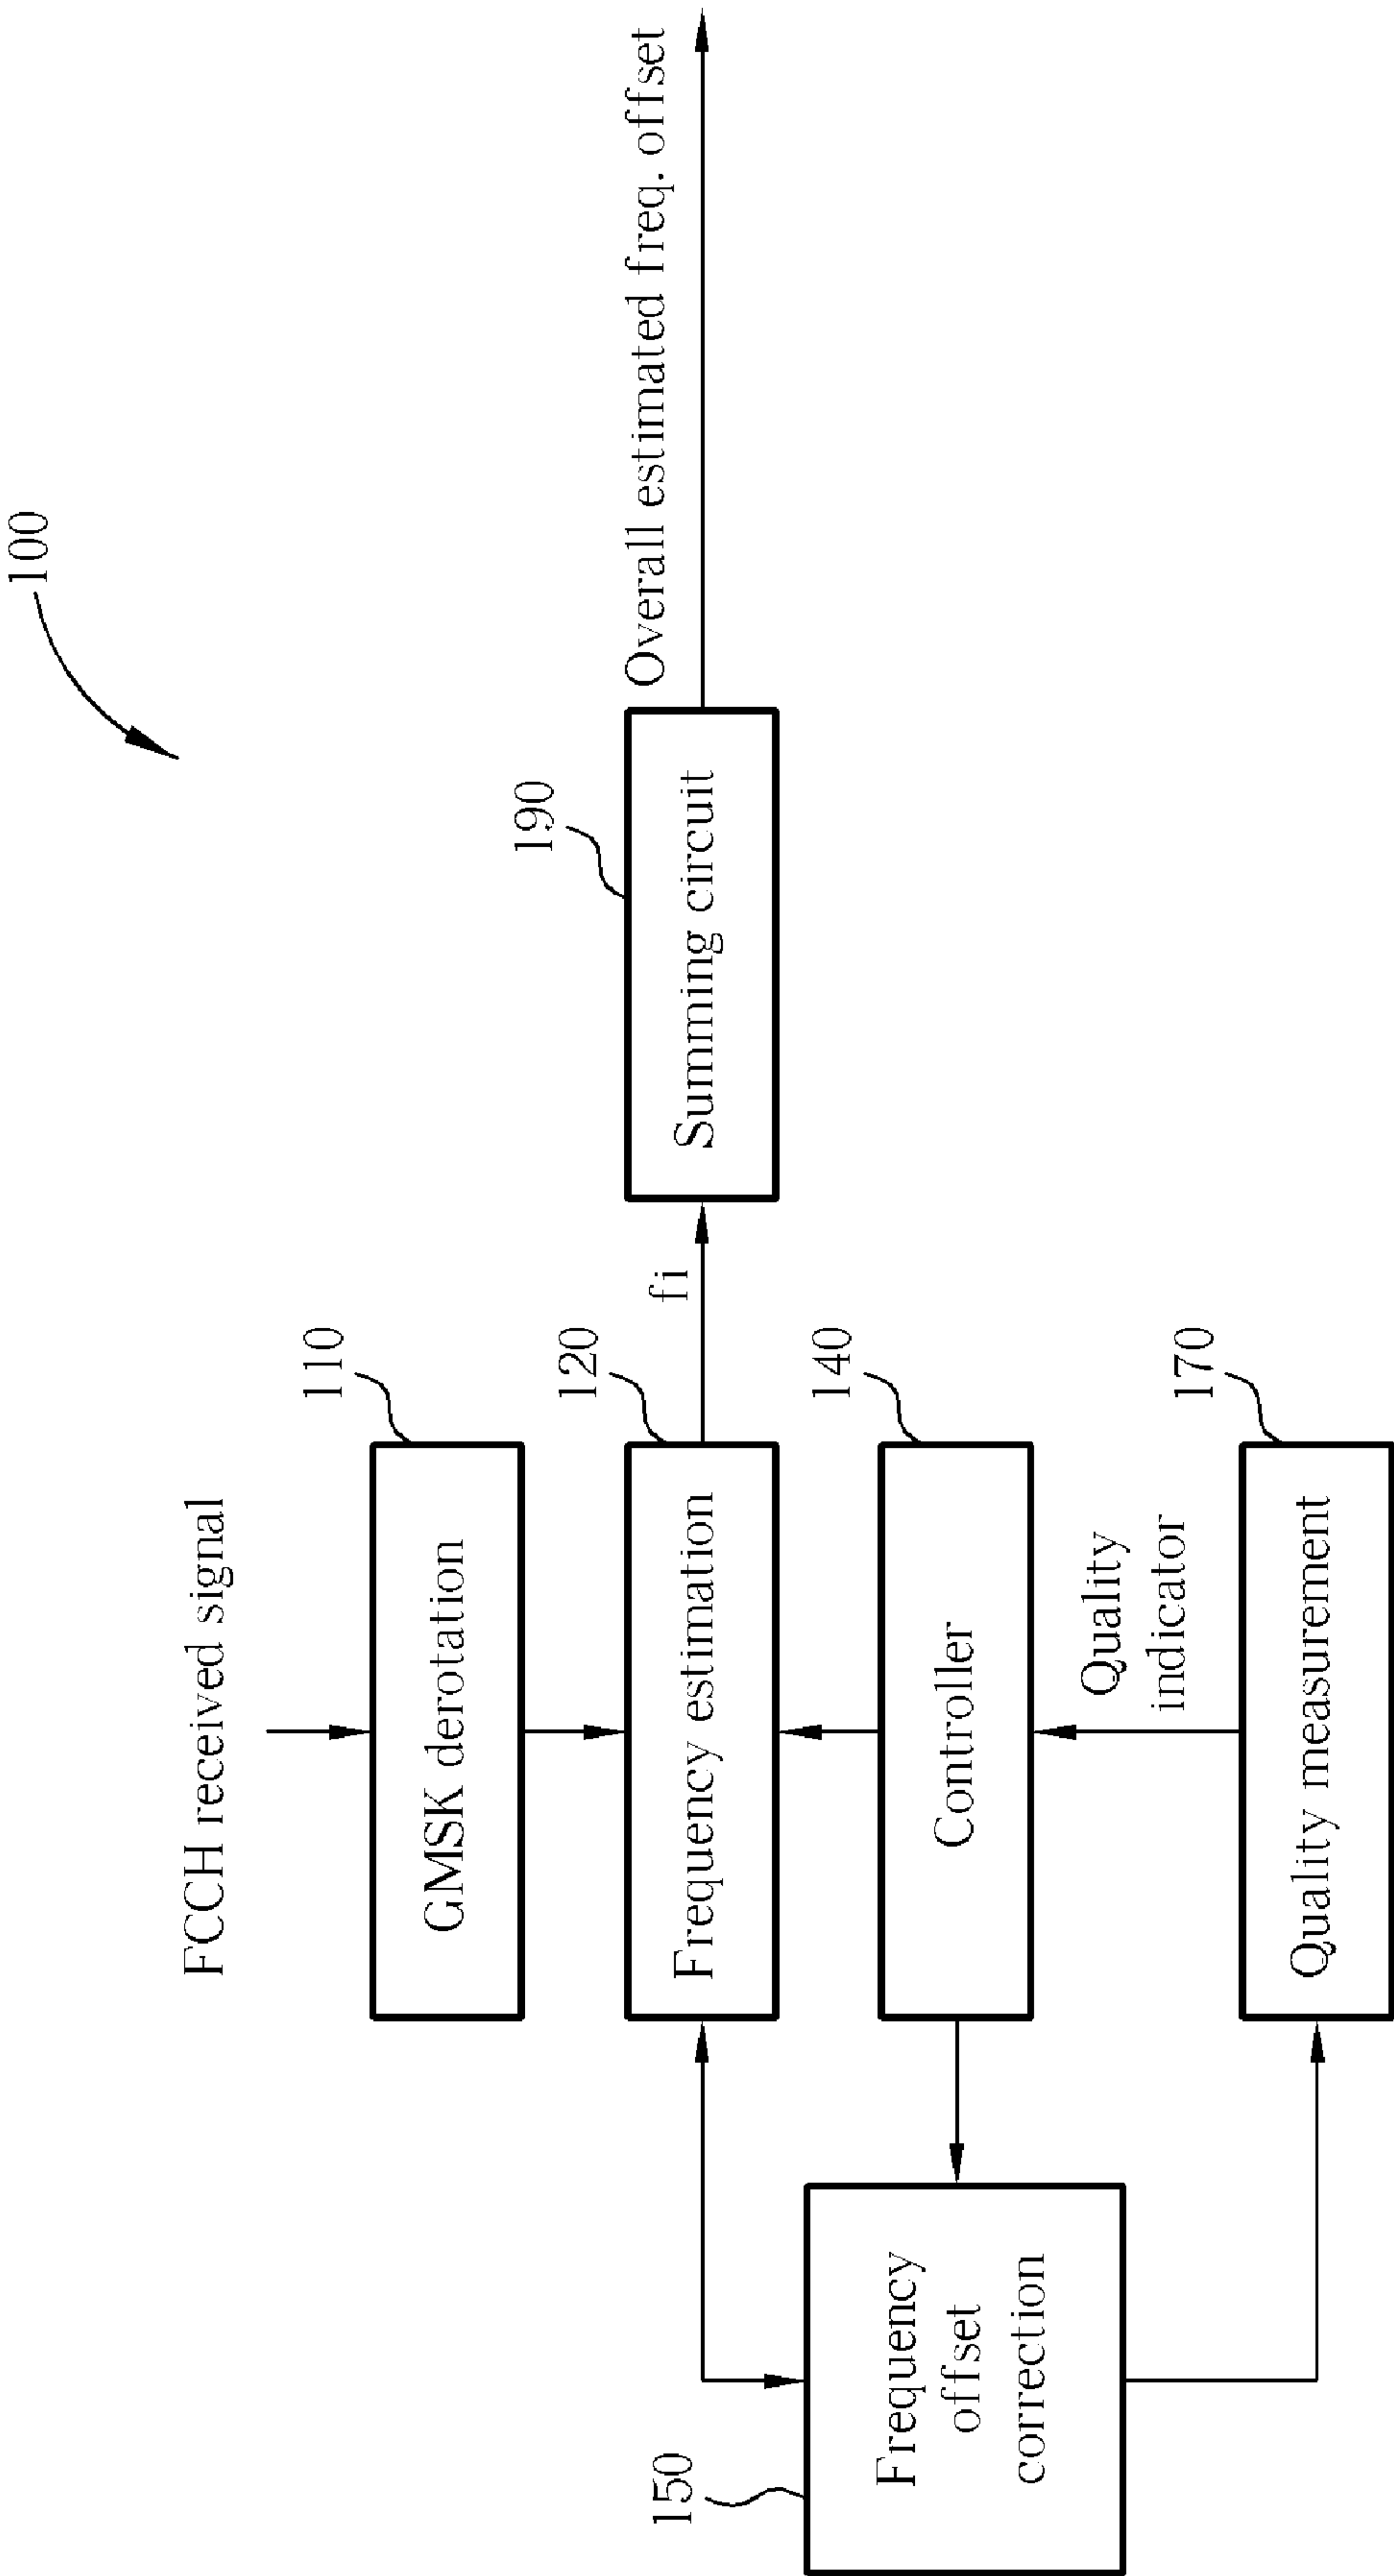 100
FCCH received signal
110
GMSK derotation
120
Frequency estimation
fi
190
Summing circuit
Overall estimated freq. offset
140
Controller
150
Frequency
offset
correction
Quality
indicator
170
Quality measurement